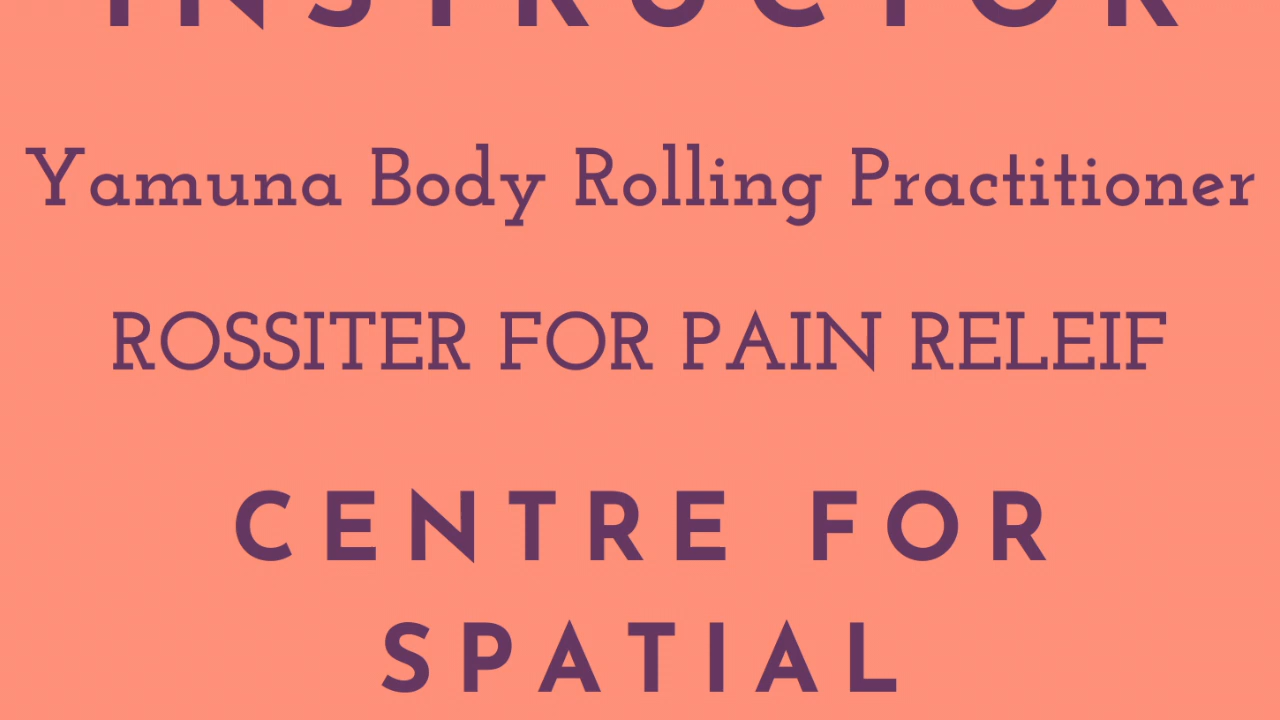 INSTRUCTOR
Yamuna Body Rolling Practitioner
ROSSITER FOR PAIN RELEIF
CENTRE FOR
SPATIAL